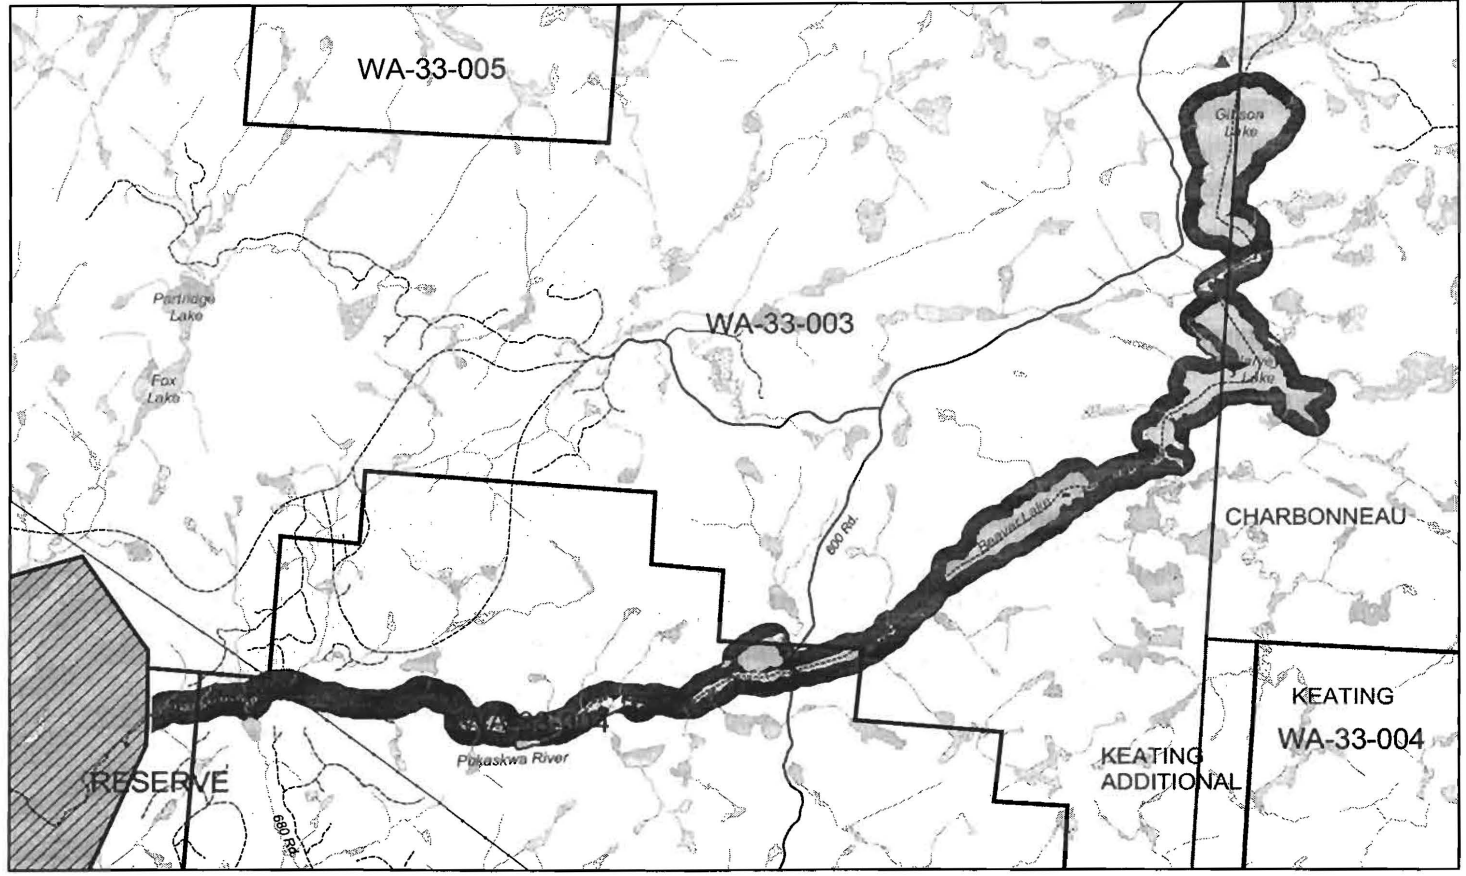 WA-33-005
Gibson
Lake
Partridge
Lake
WA-33-003
Fox
Lake
Lake
Beaver Lake
600 Rd.
CHARBONNEAU
KEATING
WA-33-004
Pukaskwa River
KEATING
ADDITIONAL
RESERVE
680 Rd.